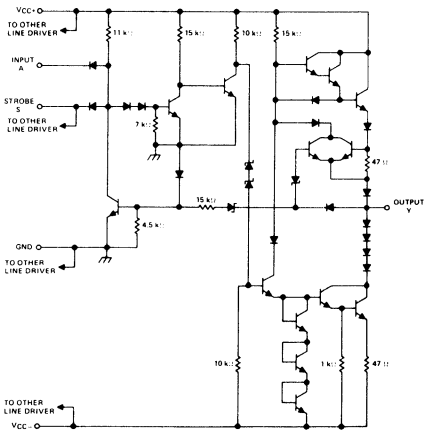 VCC+
TO OTHER
LINE DRIVER
11 kΩ
15 kΩ
10 kΩ
15 kΩ
INPUT
A
STROBE
S
TO OTHER
LINE DRIVER
7 kΩ
47 Ω
15 kΩ
OUTPUT
Y
4.5 kΩ
GND
TO OTHER
LINE DRIVER
10 kΩ
1 kΩ
47 Ω
TO OTHER
LINE DRIVER
VCC−